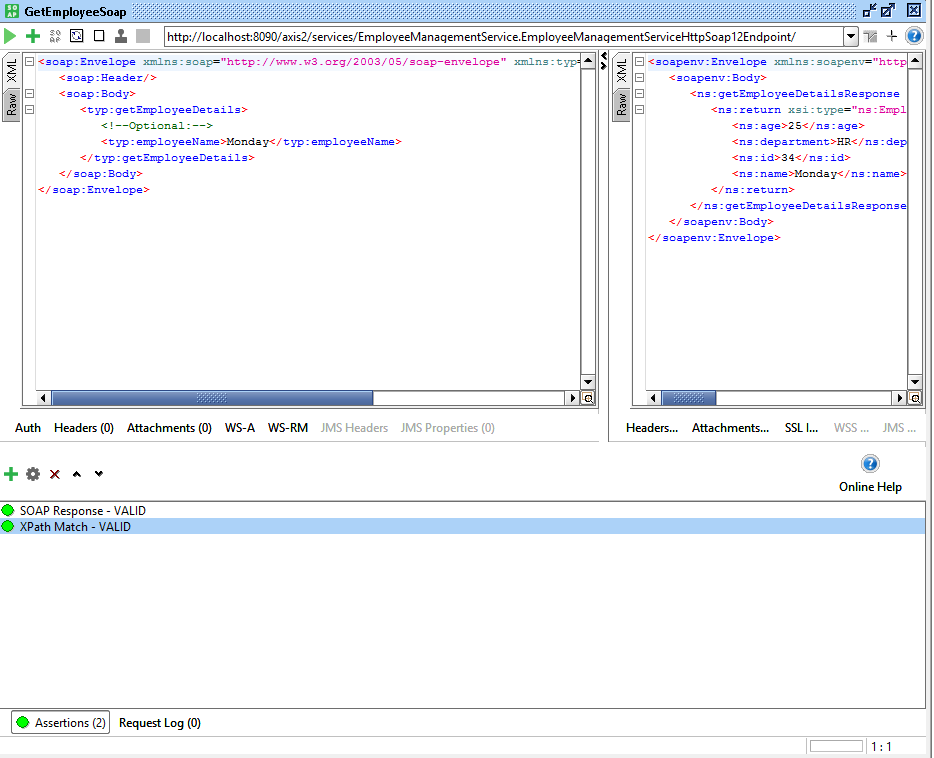 GetEmployeeSoap
http://localhost:8090/axis2/services/EmployeeManagementService.EmployeeManagementServiceHttpSoap12Endpoint/
XML
Raw
<soap:Envelope xmlns:soap="http://www.w3.org/2003/05/soap-envelope" xmlns:typ
<soap:Header/>
<soap:Body>
<typ:getEmployeeDetails>
<!--Optional:-->
<typ:employeeName>Monday</typ:employeeName>
</typ:getEmployeeDetails>
</soap:Body>
</soap:Envelope>
XML
Raw
<soapenv:Envelope xmlns:soapenv="http
<soapenv:Body>
<ns:getEmployeeDetailsResponse
<ns:return xsi:type="ns:Empl
<ns:age>25</ns:age>
<ns:department>HR</ns:dep
<ns:id>34</ns:id>
<ns:name>Monday</ns:name>
</ns:return>
</ns:getEmployeeDetailsResponse
</soapenv:Body>
</soapenv:Envelope>
Auth Headers (0) Attachments (0) WS-A WS-RM JMS Headers JMS Properties (0)
Headers... Attachments... SSL I... WSS ... JMS ...
Online Help
SOAP Response - VALID
XPath Match - VALID
Assertions (2) Request Log (0)
1 : 1